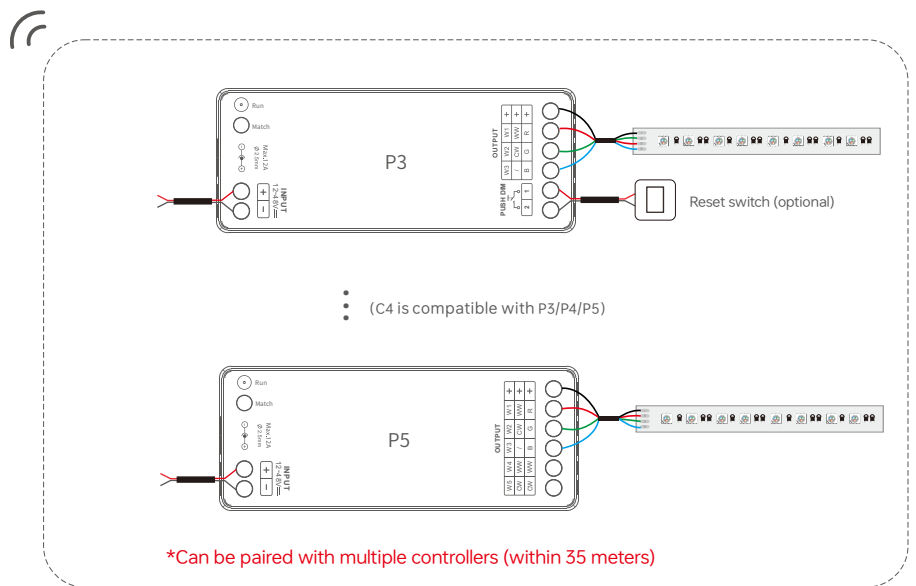 Run
Match
Max.12A
Ø 2.5mm
+
−
INPUT
12~48V
P3
OUTPUT
+ + +
W1 WW R
W2 CW G
W3 / B
PUSH DIM
1
2
Reset switch (optional)
(C4 is compatible with P3/P4/P5)
Run
Match
Max.12A
Ø 2.5mm
+
−
INPUT
12~48V
P5
OUTPUT
+ + +
W1 WW R
W2 CW G
W3 / B
W4 WW WW
W5 CW CW
*Can be paired with multiple controllers (within 35 meters)